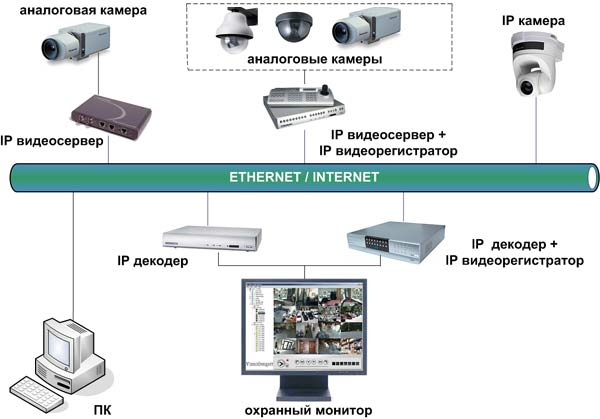 аналоговая камера
аналоговые камеры
IP камера
IP видеосервер
IP видеосервер +
IP видеорегистратор
ETHERNET / INTERNET
IP декодер
IP декодер +
IP видеорегистратор
ПК
охранный монитор